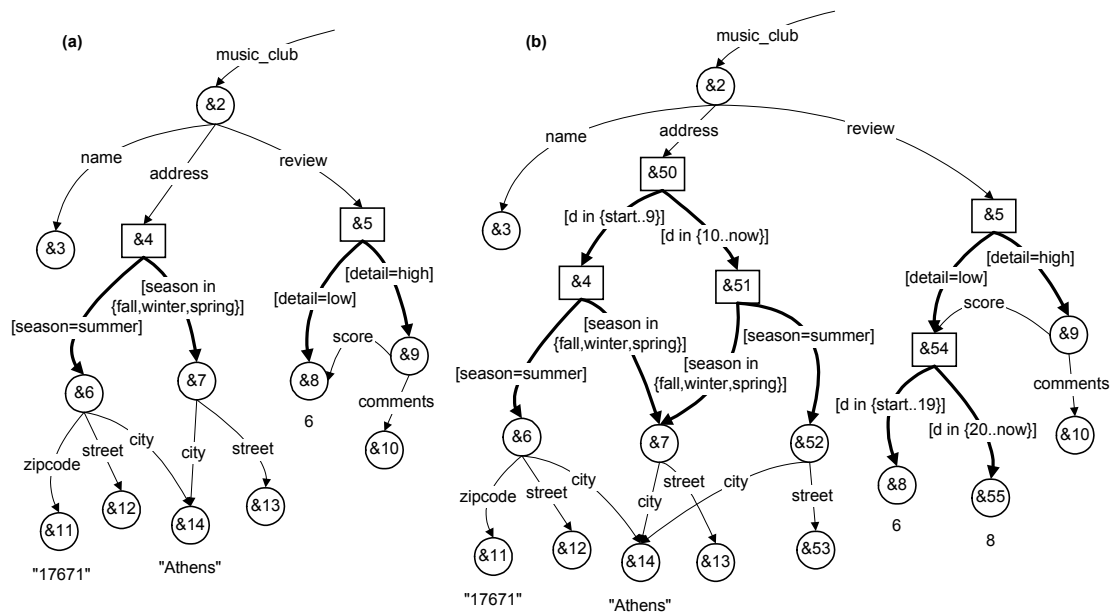 (a)
music_club
&2
name
address
review
&3
&4
&5
[season=summer]
[season in
{fall,winter,spring}]
[detail=low]
[detail=high]
&6
&7
&8
score
&9
6
comments
&10
zipcode
street
city
city
street
&11
&12
&14
&13
"17671"
"Athens"
(b)
music_club
&2
name
address
review
&3
&50
&5
[d in {start..9}]
[d in {10..now}]
[detail=low]
[detail=high]
&4
&51
score
&9
&54
[season=summer]
[season in
{fall,winter,spring}]
[season in
{fall,winter,spring}]
[season=summer]
comments
&10
[d in {start..19}]
[d in {20..now}]
&6
&7
&52
&8
&55
6
8
zipcode
street
city
city
street
city
street
&11
&12
&14
&13
&53
"17671"
"Athens"